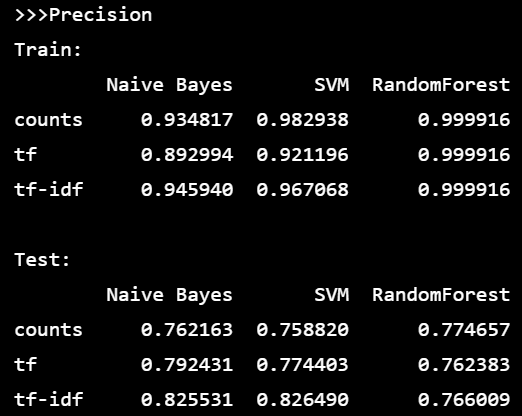 >>>Precision
Train:
Naive Bayes SVM RandomForest
counts 0.934817 0.982938 0.999916
tf 0.892994 0.921196 0.999916
tf-idf 0.945940 0.967068 0.999916
Test:
Naive Bayes SVM RandomForest
counts 0.762163 0.758820 0.774657
tf 0.792431 0.774403 0.762383
tf-idf 0.825531 0.826490 0.766009